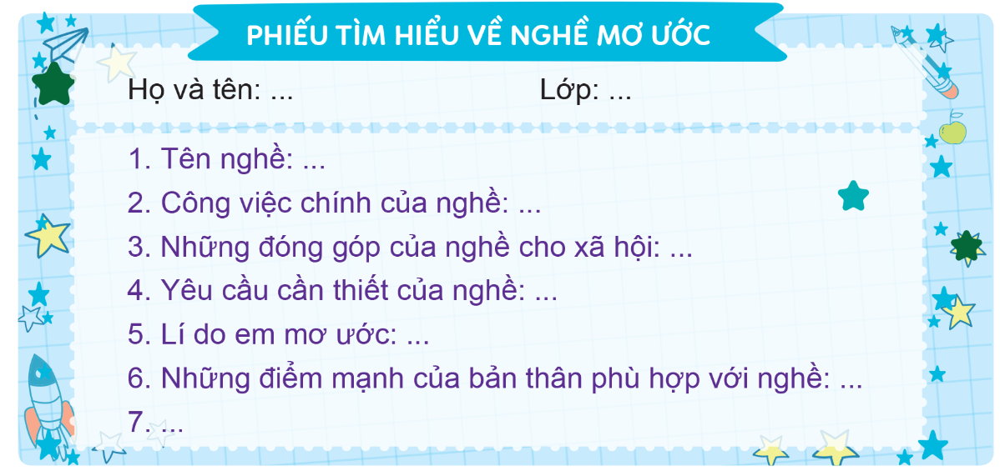 PHIẾU TÌM HIỂU VỀ NGHỀ MƠ ƯỚC
Họ và tên: ... Lớp: ...
1. Tên nghề: ...
2. Công việc chính của nghề: ...
3. Những đóng góp của nghề cho xã hội: ...
4. Yêu cầu cần thiết của nghề: ...
5. Lí do em mơ ước: ...
6. Những điểm mạnh của bản thân phù hợp với nghề: ...
7. ...